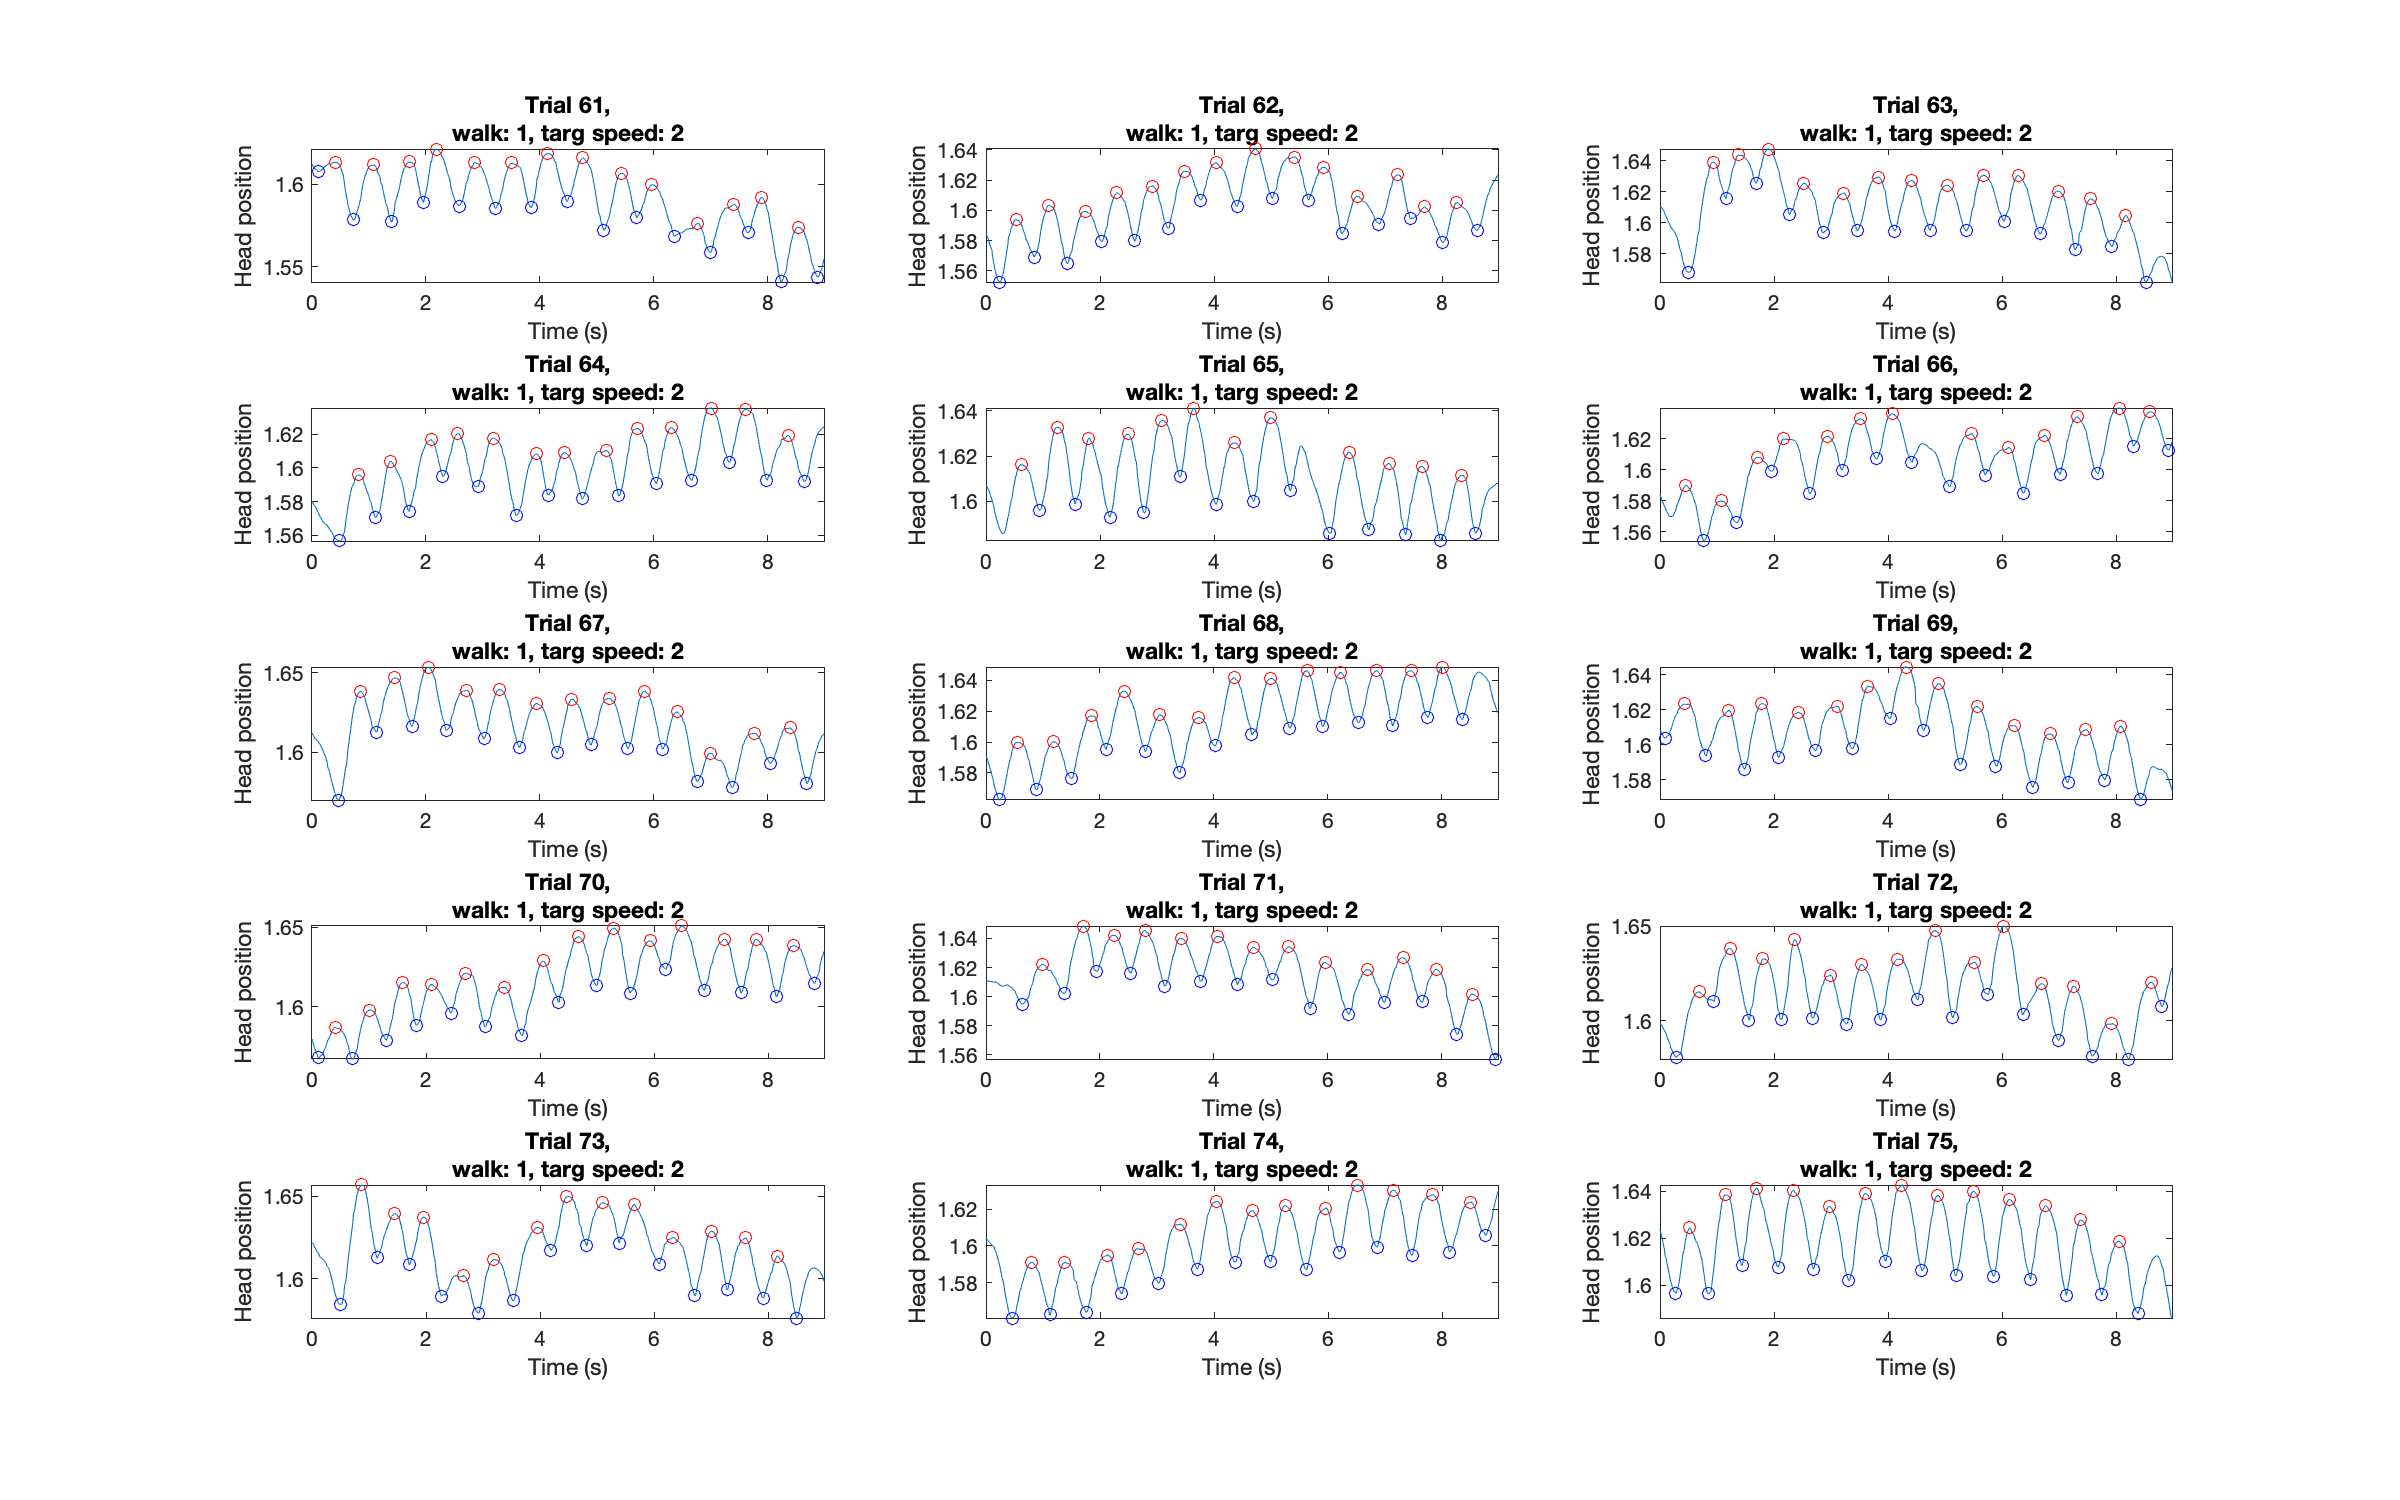 Trial 61,
walk: 1, targ speed: 2
Head position
1.6
1.55
0 2 4 6 8
Time (s)
Trial 62,
walk: 1, targ speed: 2
Head position
1.64
1.62
1.6
1.58
1.56
0 2 4 6 8
Time (s)
Trial 63,
walk: 1, targ speed: 2
Head position
1.64
1.62
1.6
1.58
0 2 4 6 8
Time (s)
Trial 64,
walk: 1, targ speed: 2
Head position
1.62
1.6
1.58
1.56
0 2 4 6 8
Time (s)
Trial 65,
walk: 1, targ speed: 2
Head position
1.64
1.62
1.6
0 2 4 6 8
Time (s)
Trial 66,
walk: 1, targ speed: 2
Head position
1.62
1.6
1.58
1.56
0 2 4 6 8
Time (s)
Trial 67,
walk: 1, targ speed: 2
Head position
1.65
1.6
0 2 4 6 8
Time (s)
Trial 68,
walk: 1, targ speed: 2
Head position
1.64
1.62
1.6
1.58
0 2 4 6 8
Time (s)
Trial 69,
walk: 1, targ speed: 2
Head position
1.64
1.62
1.6
1.58
0 2 4 6 8
Time (s)
Trial 70,
walk: 1, targ speed: 2
Head position
1.65
1.6
0 2 4 6 8
Time (s)
Trial 71,
walk: 1, targ speed: 2
Head position
1.64
1.62
1.6
1.58
1.56
0 2 4 6 8
Time (s)
Trial 72,
walk: 1, targ speed: 2
Head position
1.65
1.6
0 2 4 6 8
Time (s)
Trial 73,
walk: 1, targ speed: 2
Head position
1.65
1.6
0 2 4 6 8
Time (s)
Trial 74,
walk: 1, targ speed: 2
Head position
1.62
1.6
1.58
0 2 4 6 8
Time (s)
Trial 75,
walk: 1, targ speed: 2
Head position
1.64
1.62
1.6
0 2 4 6 8
Time (s)